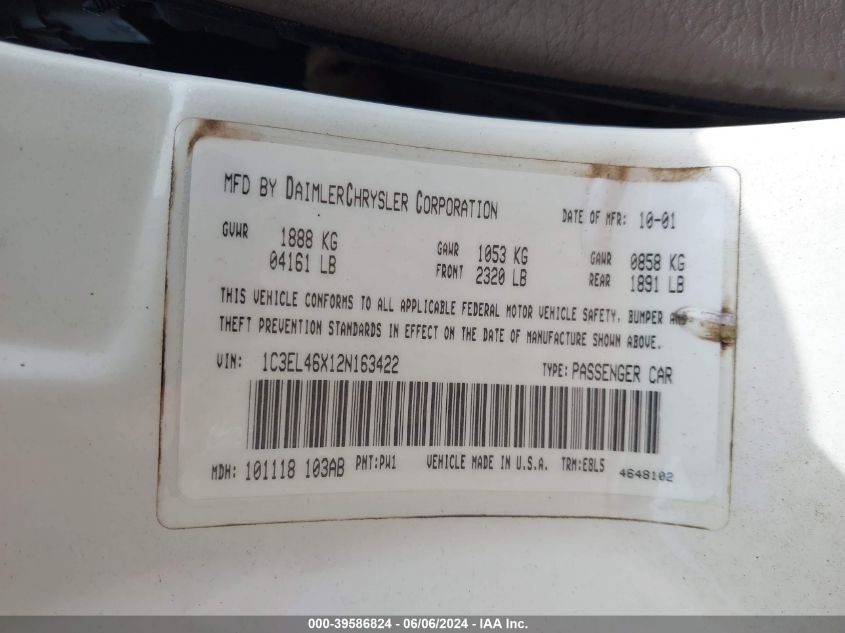 MFD BY DAIMLERCHRYSLER CORPORATION DATE OF MFR: 10-01
GVWR 1888 KG GAWR 1053 KG GAWR 0858 KG
04161 LB FRONT 2320 LB REAR 1891 LB
THIS VEHICLE CONFORMS TO ALL APPLICABLE FEDERAL MOTOR VEHICLE SAFETY, BUMPER AND
THEFT PREVENTION STANDARDS IN EFFECT ON THE DATE OF MANUFACTURE SHOWN ABOVE.
VIN: 1C3EL46X12N163422 TYPE: PASSENGER CAR
MDH: 101118 103AB PNT:PW1 VEHICLE MADE IN U.S.A. TRM:EBL5 4648102
000-39586824 - 06/06/2024 - IAA Inc.